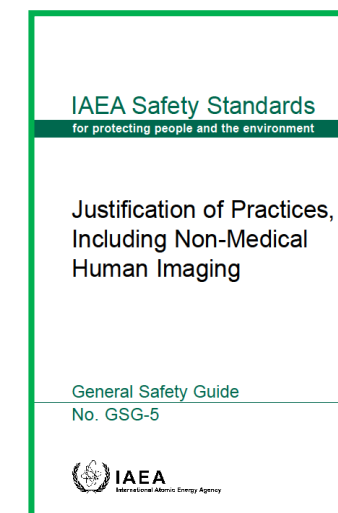 IAEA Safety Standards
for protecting people and the environment
Justification of Practices,
Including Non-Medical
Human Imaging
General Safety Guide
No. GSG-5
IAEA
International Atomic Energy Agency